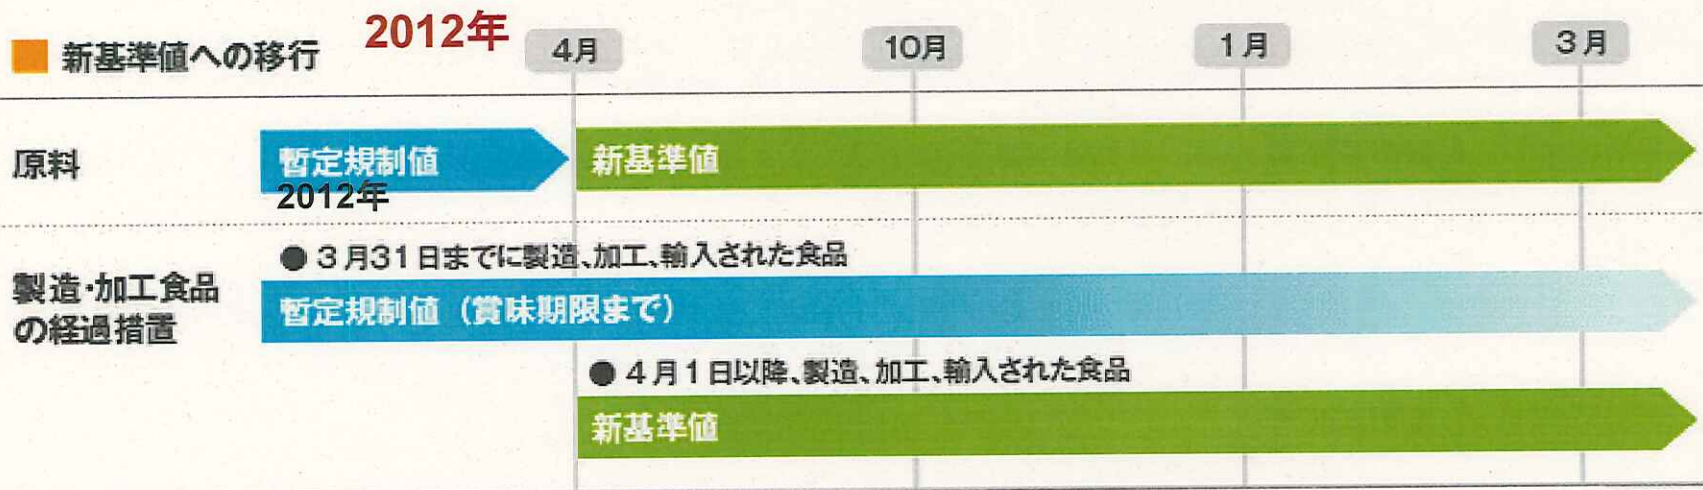 新基準値への移行
2012年
4月
10月
1月
3月
原料
暫定規制値
新基準値
2012年
● 3月31日までに製造、加工、輸入された食品
製造・加工食品
の経過措置
暫定規制値(賞味期限まで)
● 4月1日以降、製造、加工、輸入された食品
新基準値